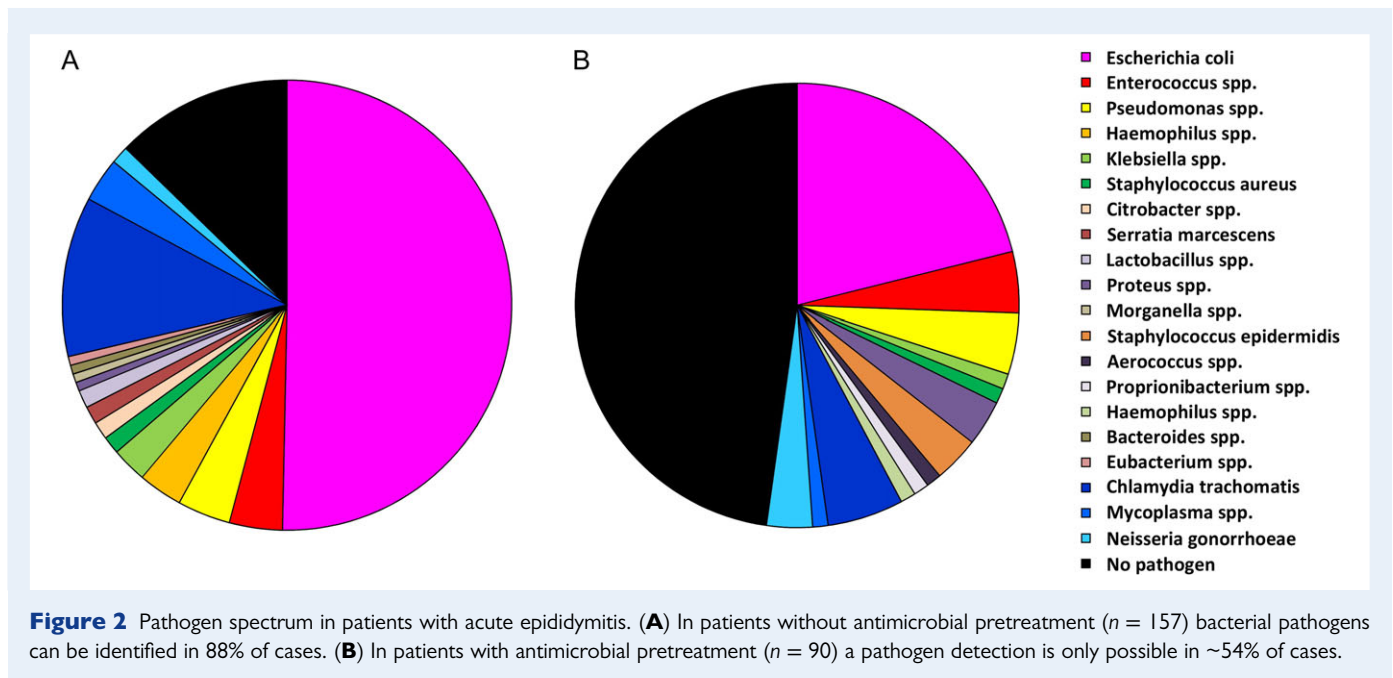 A
B
Escherichia coli
Enterococcus spp.
Pseudomonas spp.
Haemophilus spp.
Klebsiella spp.
Staphylococcus aureus
Citrobacter spp.
Serratia marcescens
Lactobacillus spp.
Proteus spp.
Morganella spp.
Staphylococcus epidermidis
Aerococcus spp.
Proprionibacterium spp.
Haemophilus spp.
Bacteroides spp.
Eubacterium spp.
Chlamydia trachomatis
Mycoplasma spp.
Neisseria gonorrhoeae
No pathogen
Figure 2 Pathogen spectrum in patients with acute epididymitis. (A) In patients without antimicrobial pretreatment (n = 157) bacterial pathogens
can be identified in 88% of cases. (B) In patients with antimicrobial pretreatment (n = 90) a pathogen detection is only possible in ~54% of cases.